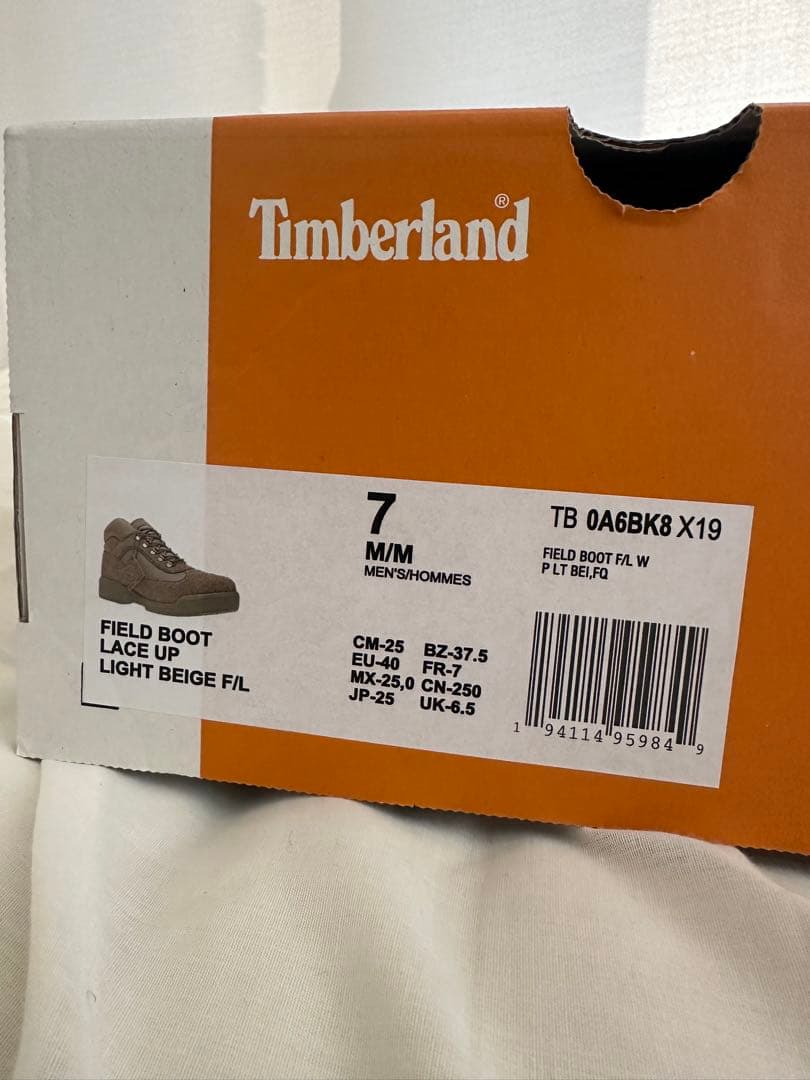 Timberland®
7
M/M
MEN'S/HOMMES
TB 0A6BK8 X19
FIELD BOOT F/L W
P LT BEI,FQ
FIELD BOOT
LACE UP
LIGHT BEIGE F/L
CM-25 BZ-37.5
EU-40 FR-7
MX-25,0 CN-250
JP-25 UK-6.5
1 94114 95984 9